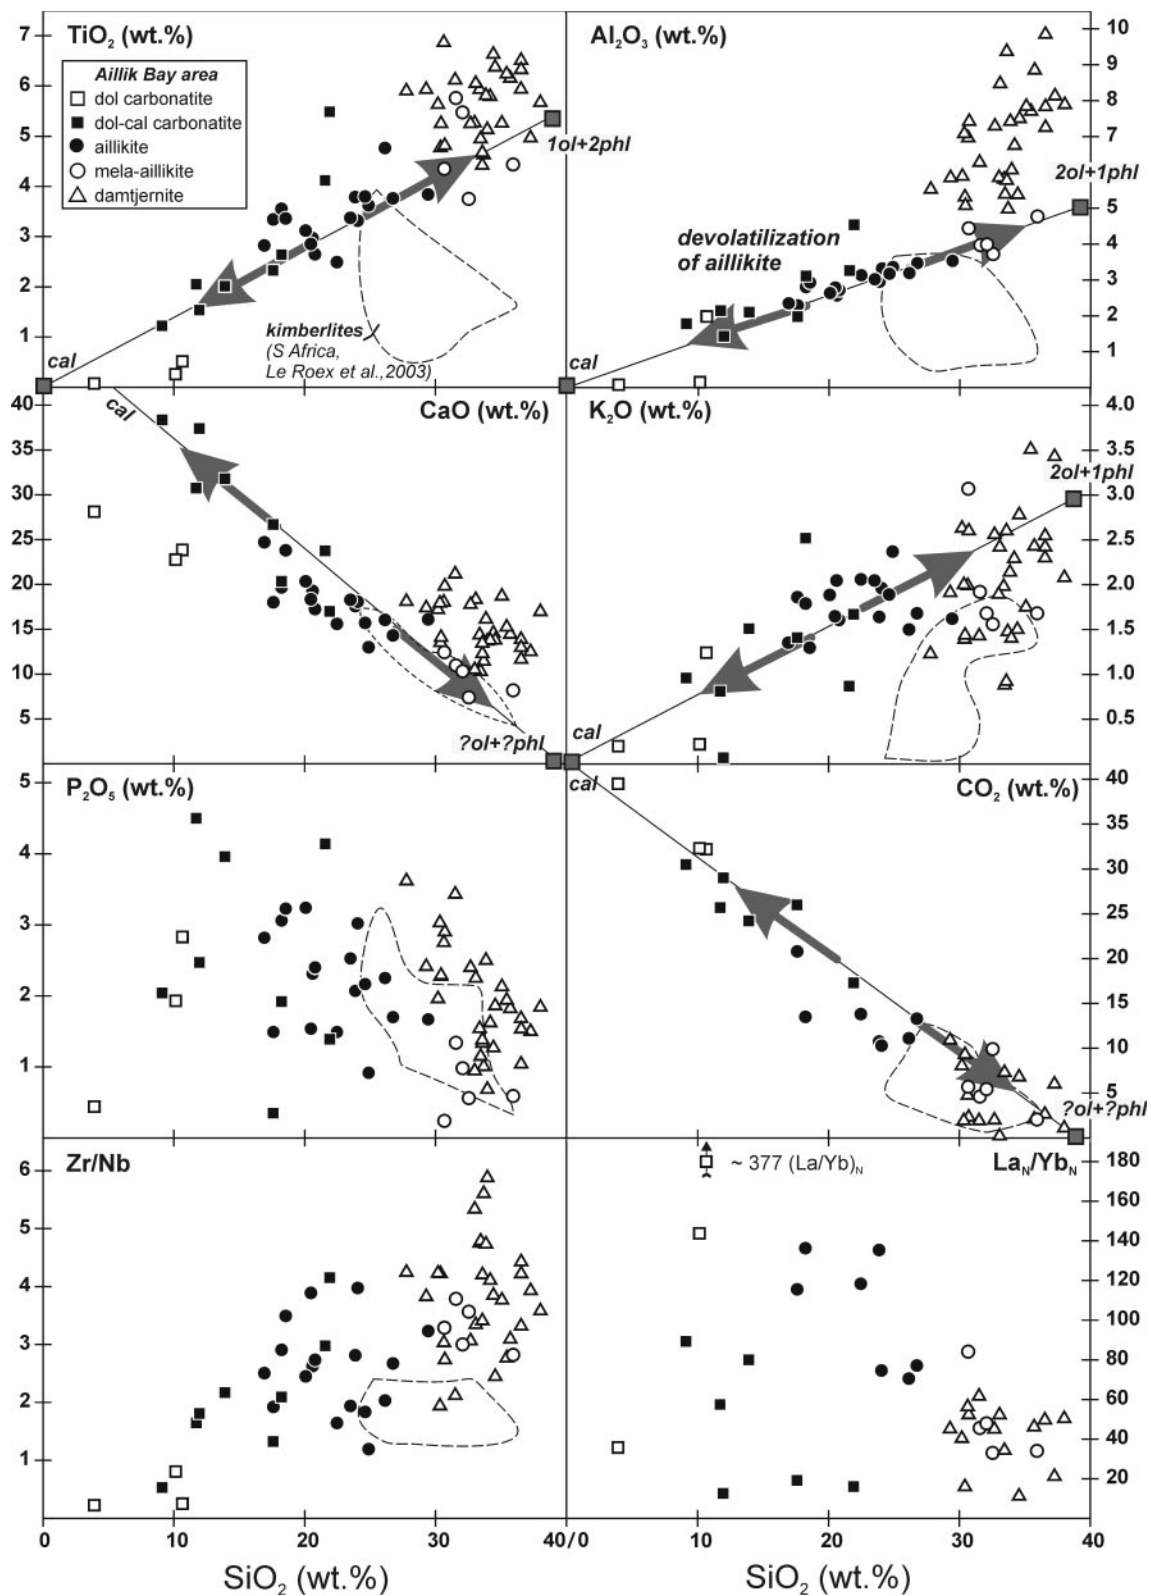 TiO₂ (wt.%)
7
6
5
4
3
2
1
Aillik Bay area
dol carbonatite
dol-cal carbonatite
aillikite
mela-aillikite
damtjernite
1ol+2phl
kimberlites
(S Africa,
Le Roex et al.,2003)
cal
Al₂O₃ (wt.%)
10
9
8
7
6
5
4
3
2
1
2ol+1phl
devolatilization
of aillikite
cal
CaO (wt.%)
40
35
30
25
20
15
10
5
cal
?ol+?phl
K₂O (wt.%)
4.0
3.5
3.0
2.5
2.0
1.5
1.0
0.5
2ol+1phl
cal
P₂O₅ (wt.%)
5
3
2
1
CO₂ (wt.%)
40
35
30
25
20
15
10
5
cal
?ol+?phl
Zr/Nb
6
5
4
3
2
1
~ 377 (La/Yb)N
LaN/YbN
180
160
140
120
100
80
60
40
20
0 10 20 30 40/0 10 20 30 40
SiO₂ (wt.%) SiO₂ (wt.%)